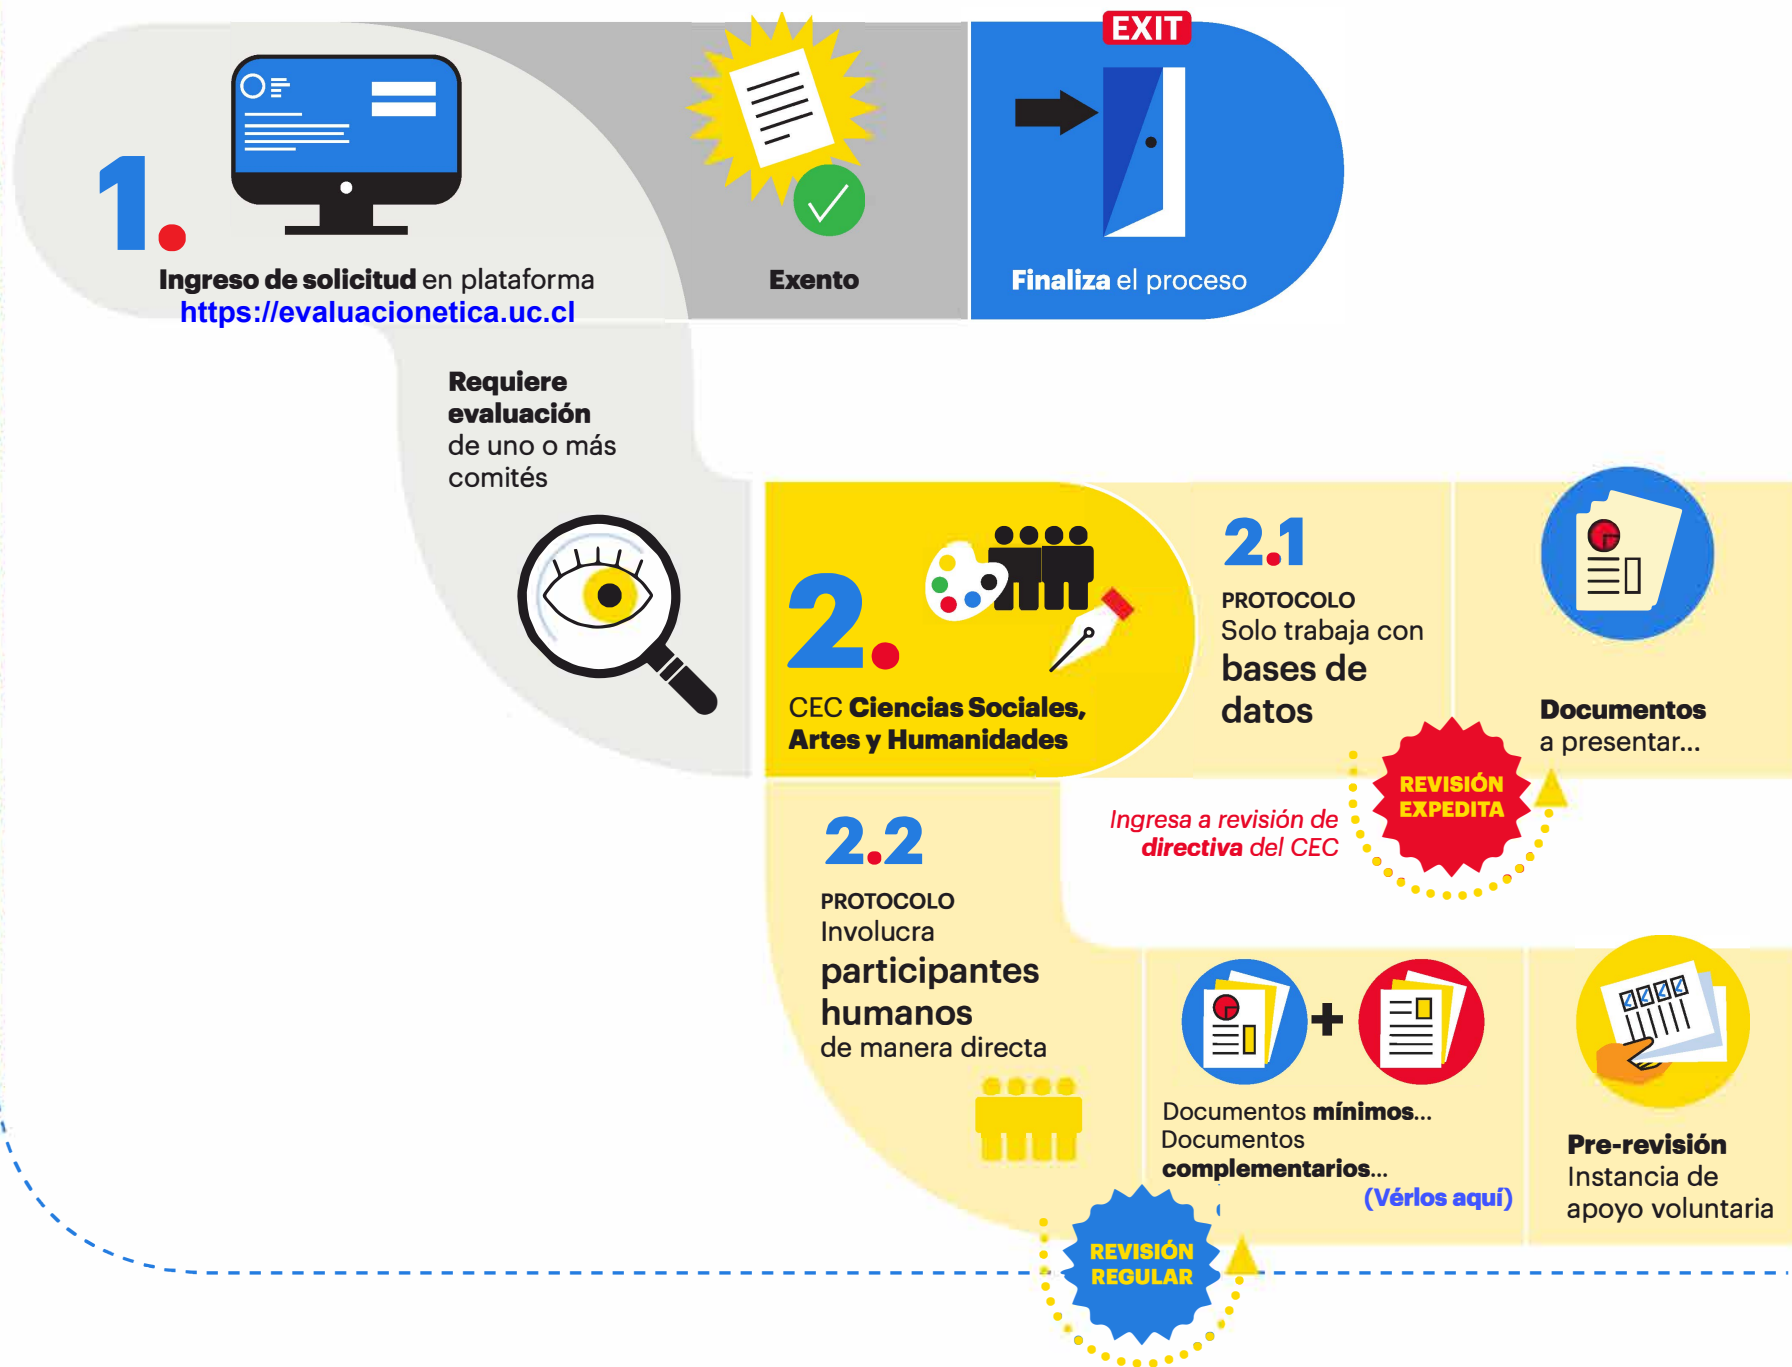 EXIT
1.
Ingreso de solicitud en plataforma
https://evaluacionetica.uc.cl
Exento
Finaliza el proceso
Requiere
evaluación
de uno o más
comités
2.
CEC Ciencias Sociales,
Artes y Humanidades
2.1
PROTOCOLO
Solo trabaja con
bases de
datos
Documentos
a presentar...
REVISIÓN
EXPEDITA
Ingresa a revisión de
directiva del CEC
2.2
PROTOCOLO
Involucra
participantes
humanos
de manera directa
Documentos mínimos...
Documentos
complementarios...
(Vérlos aquí)
Pre-revisión
Instancia de
apoyo voluntaria
REVISIÓN
REGULAR